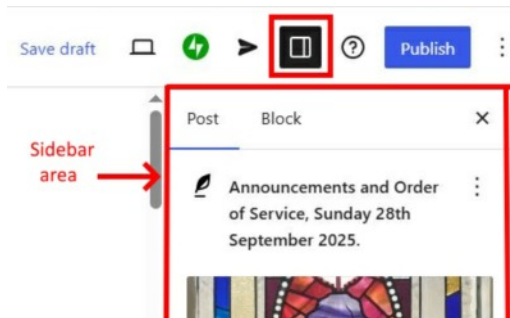 Save draft
Publish
Post
Block
Sidebar
area
Announcements and Order
of Service, Sunday 28th
September 2025.